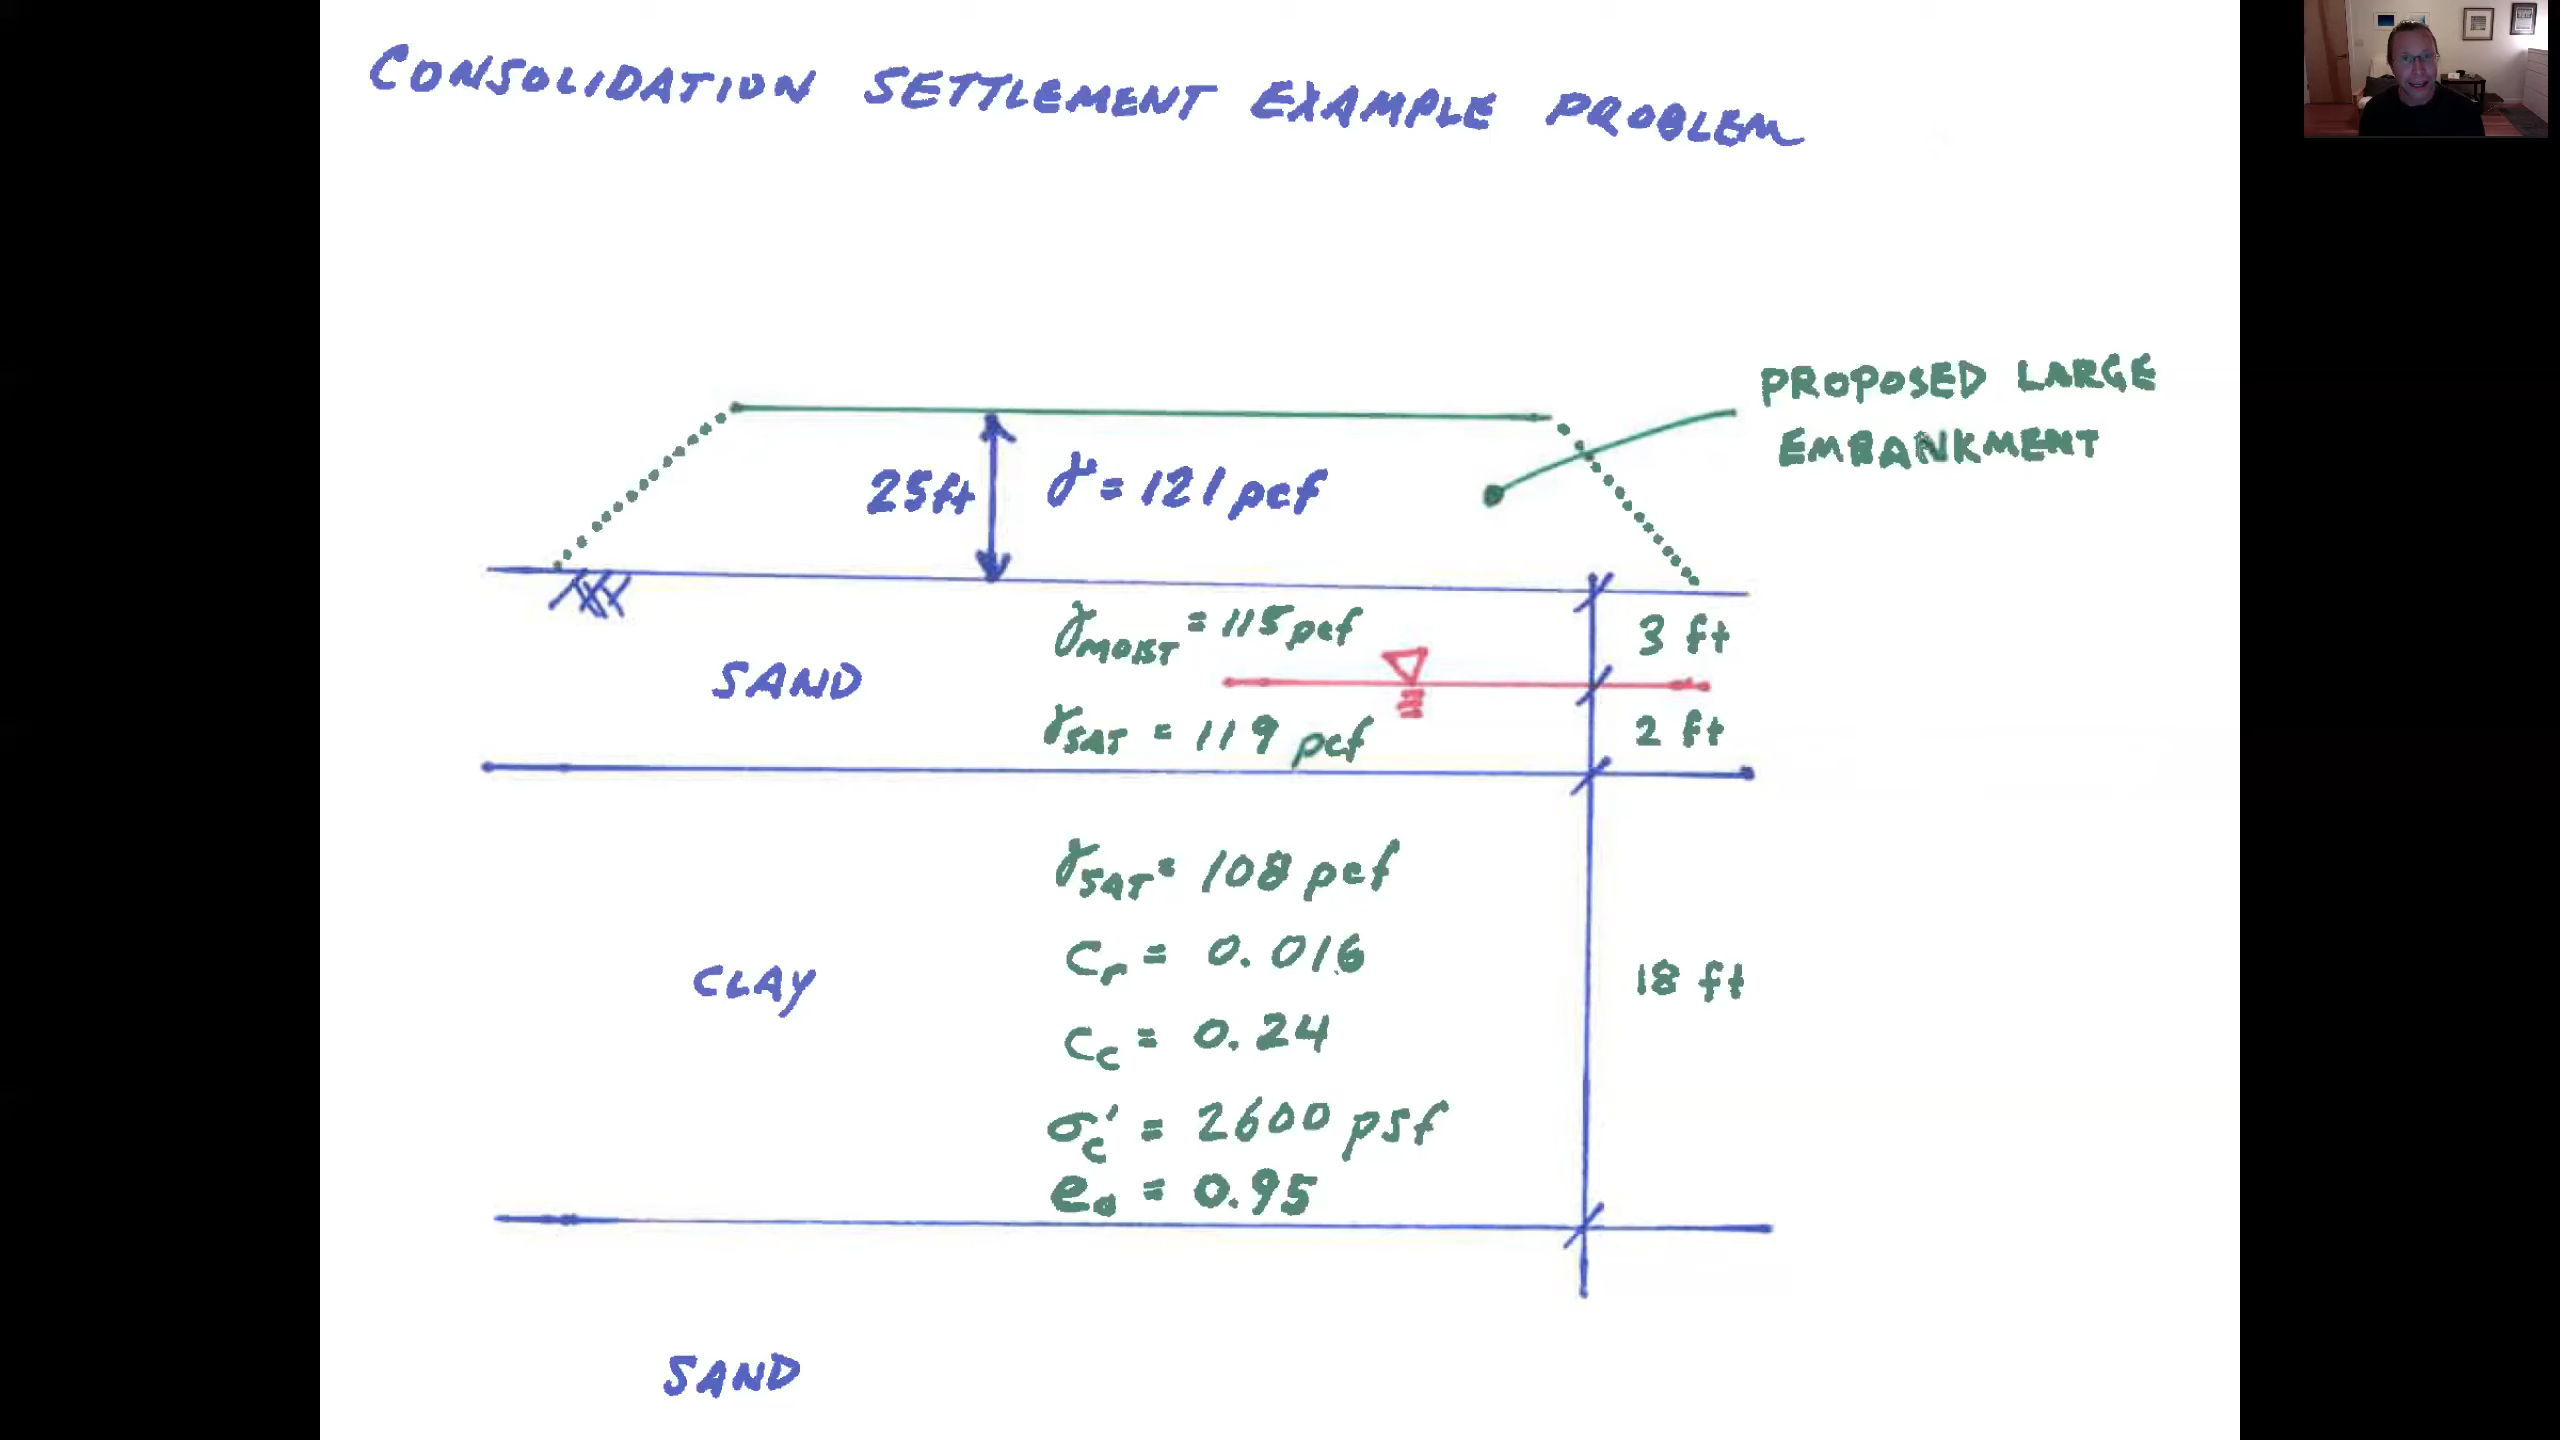 CONSOLIDATION SETTLEMENT EXAMPLE PROBLEM
PROPOSED LARGE
EMBANKMENT
25ft γ = 121 pcf
γMOIST = 115 pcf
3 ft
SAND
γSAT = 119 pcf
2 ft
γSAT = 108 pcf
Cr = 0.016
CLAY
18 ft
Cc = 0.24
σc' = 2600 psf
eo = 0.95
SAND